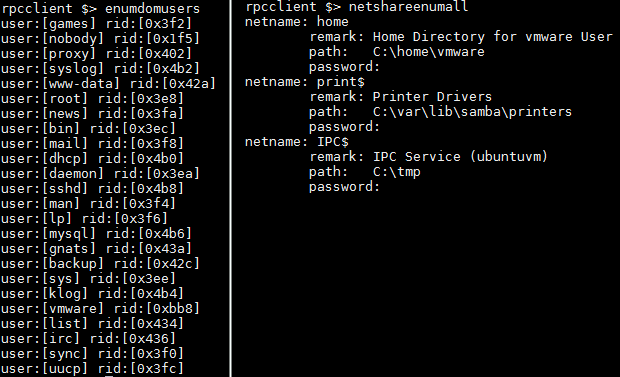 rpcclient $> enumdomusers
user:[games] rid:[0x3f2]
user:[nobody] rid:[0x1f5]
user:[proxy] rid:[0x402]
user:[syslog] rid:[0x4b2]
user:[www-data] rid:[0x42a]
user:[root] rid:[0x3e8]
user:[news] rid:[0x3fa]
user:[bin] rid:[0x3ec]
user:[mail] rid:[0x3f8]
user:[dhcp] rid:[0x4b0]
user:[daemon] rid:[0x3ea]
user:[sshd] rid:[0x4b8]
user:[man] rid:[0x3f4]
user:[lp] rid:[0x3f6]
user:[mysql] rid:[0x4b6]
user:[gnats] rid:[0x43a]
user:[backup] rid:[0x42c]
user:[sys] rid:[0x3ee]
user:[klog] rid:[0x4b4]
user:[vmware] rid:[0xbb8]
user:[list] rid:[0x434]
user:[irc] rid:[0x436]
user:[sync] rid:[0x3f0]
user:[uucp] rid:[0x3fc]
rpcclient $> netshareenumall
netname: home
remark: Home Directory for vmware User
path:   C:\home\vmware
password:
netname: print$
remark: Printer Drivers
path:   C:\var\lib\samba\printers
password:
netname: IPC$
remark: IPC Service (ubuntuvm)
path:   C:\tmp
password: